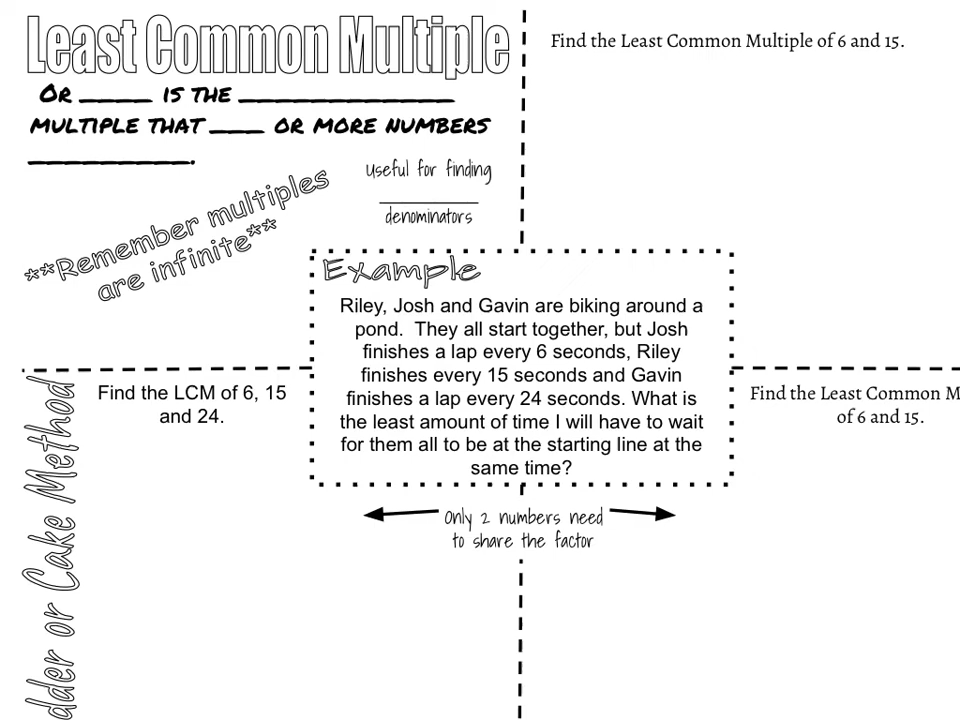 Least Common Multiple
Or ____ is the ____________
multiple that ___ or more numbers
_________.
Useful for finding
________
denominators
**Remember multiples
are infinite**
Find the Least Common Multiple of 6 and 15.
Example
Riley, Josh and Gavin are biking around a
pond. They all start together, but Josh
finishes a lap every 6 seconds, Riley
finishes every 15 seconds and Gavin
finishes a lap every 24 seconds. What is
the least amount of time I will have to wait
for them all to be at the starting line at the
same time?
dder or Cake Method
Find the LCM of 6, 15
and 24.
Find the Least Common M
of 6 and 15.
Only 2 numbers need
to share the factor